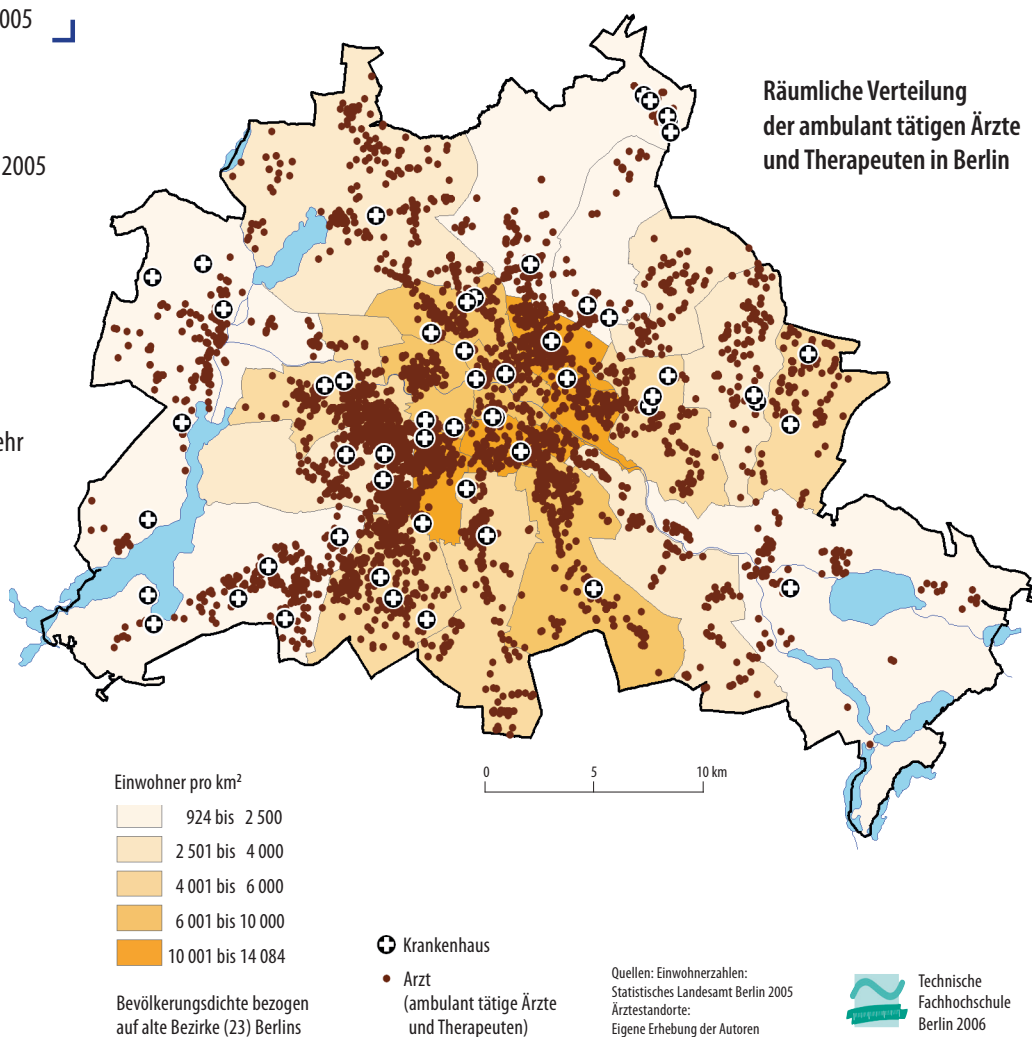 005
2005
ehr
Räumliche Verteilung
der ambulant tätigen Ärzte
und Therapeuten in Berlin
0 5 10 km
Einwohner pro km²
924 bis 2 500
2 501 bis 4 000
4 001 bis 6 000
6 001 bis 10 000
10 001 bis 14 084
Bevölkerungsdichte bezogen
auf alte Bezirke (23) Berlins
Krankenhaus
Arzt
(ambulant tätige Ärzte
und Therapeuten)
Quellen: Einwohnerzahlen:
Statistisches Landesamt Berlin 2005
Ärztestandorte:
Eigene Erhebung der Autoren
Technische
Fachhochschule
Berlin 2006